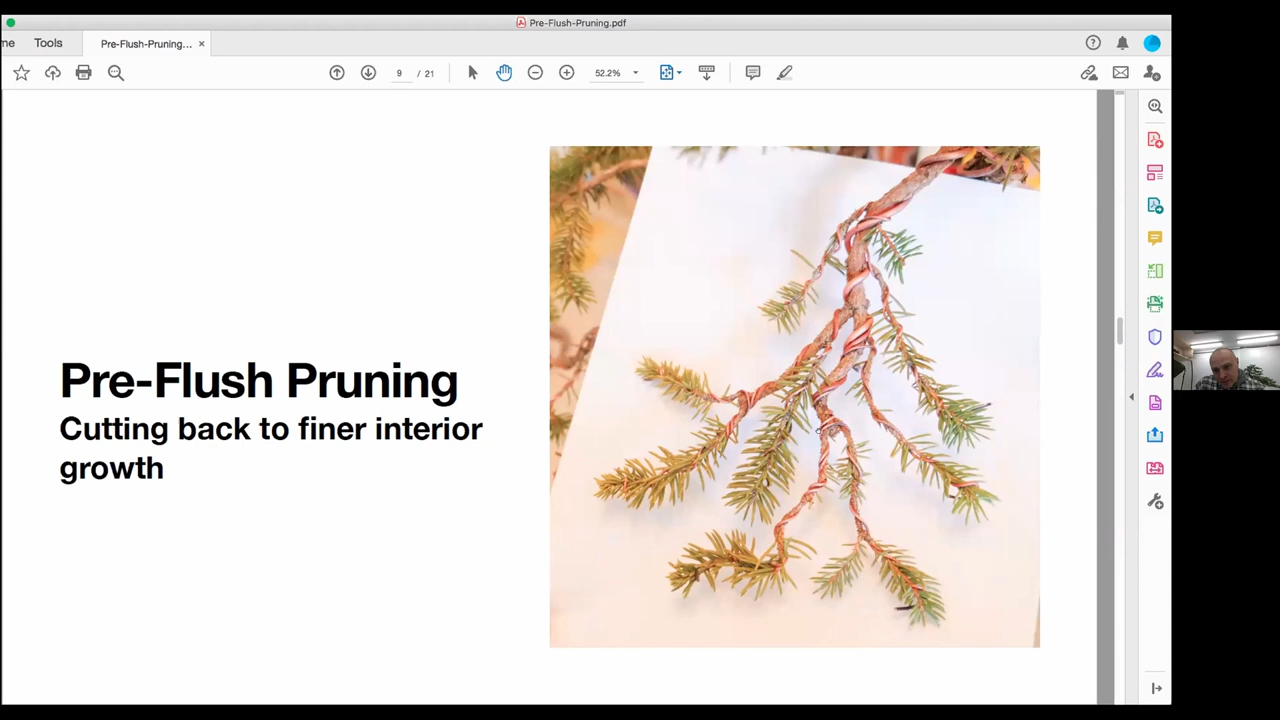 Pre-Flush-Pruning.pdf
me
Tools
Pre-Flush-Pruning...
9 / 21
52.2%
Pre-Flush Pruning
Cutting back to finer interior
growth